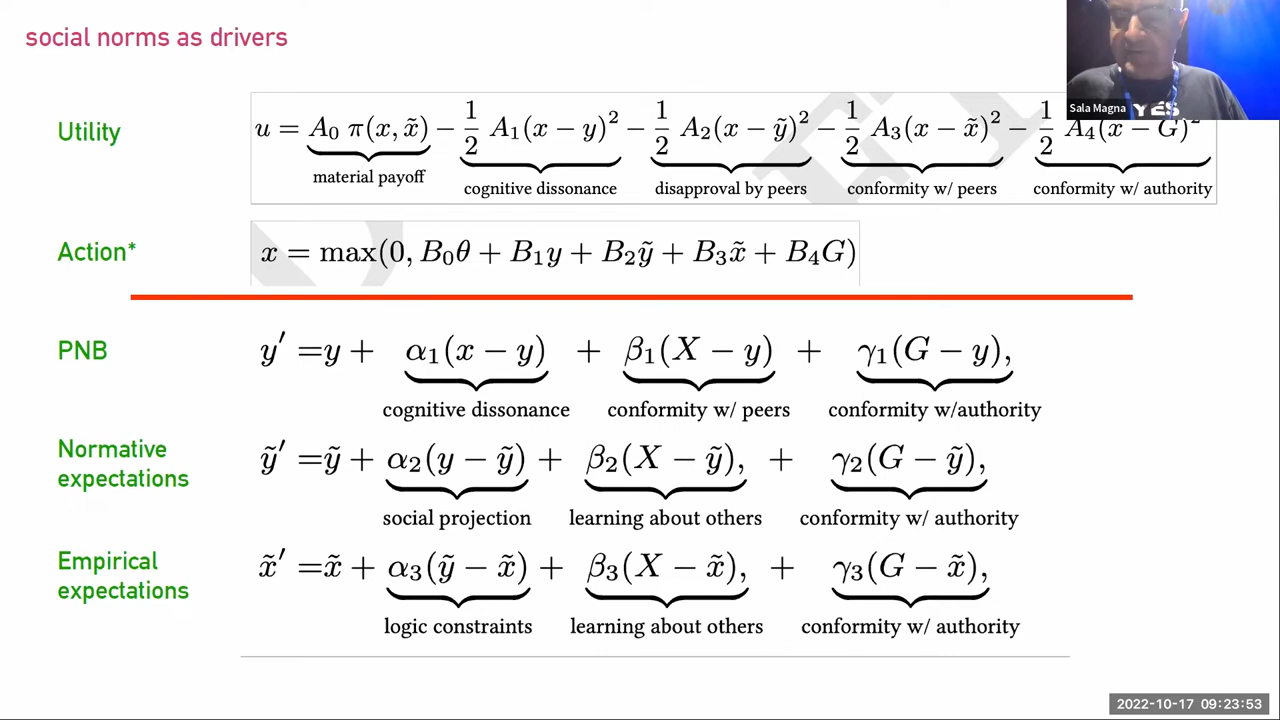 social norms as drivers
Sala Magna
YES
Utility
u = A₀ π(x, x̃) − 1/2 A₁(x − y)² − 1/2 A₂(x − ỹ)² − 1/2 A₃(x − x̃)² − 1/2 A₄(x − G)²
material payoff
cognitive dissonance
disapproval by peers
conformity w/ peers
conformity w/ authority
Action*
x = max(0, B₀θ + B₁y + B₂ỹ + B₃x̃ + B₄G)
PNB
y′ =y + α₁(x − y) + β₁(X − y) + γ₁(G − y),
cognitive dissonance
conformity w/ peers
conformity w/authority
Normative
expectations
ỹ′ =ỹ + α₂(y − ỹ) + β₂(X − ỹ), + γ₂(G − ỹ),
social projection
learning about others
conformity w/ authority
Empirical
expectations
x̃′ =x̃ + α₃(ỹ − x̃) + β₃(X − x̃), + γ₃(G − x̃),
logic constraints
learning about others
conformity w/ authority
2022-10-17 09:23:53